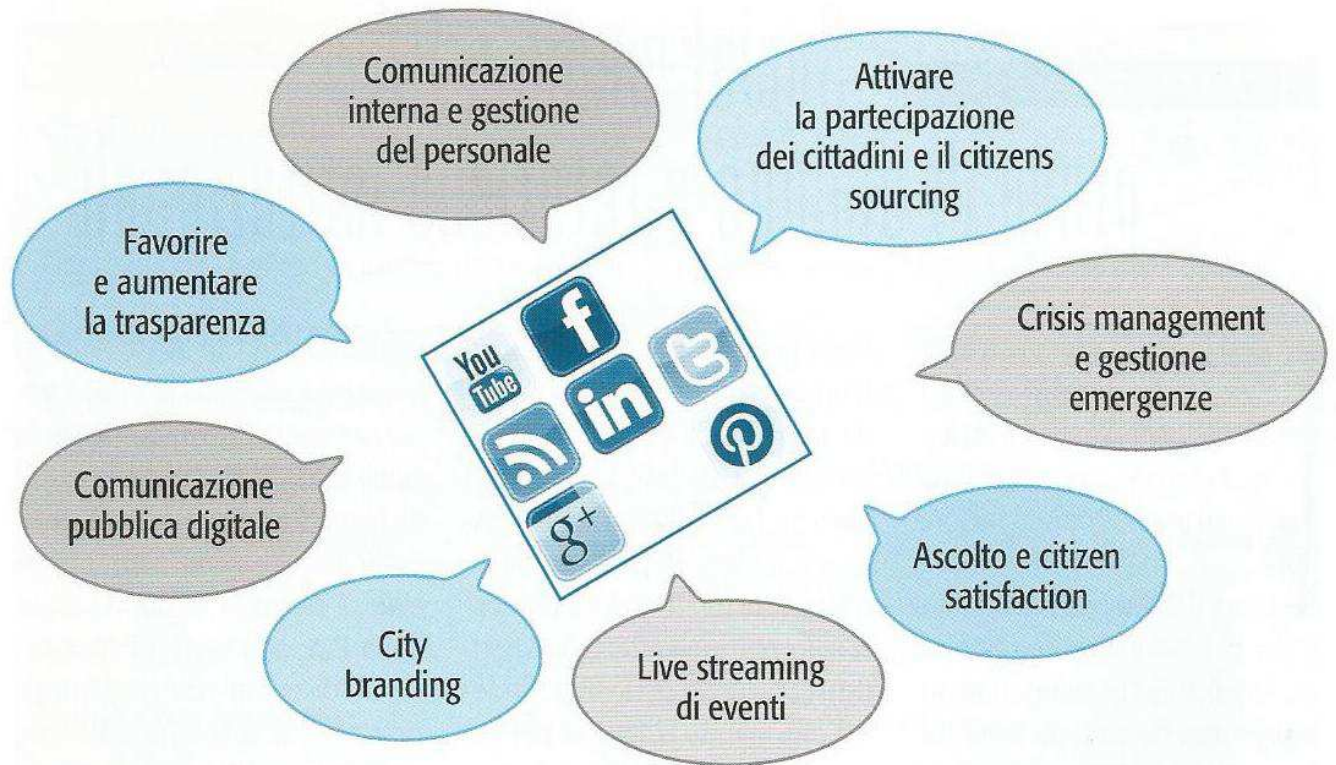 Comunicazione
interna e gestione
del personale
Attivare
la partecipazione
dei cittadini e il citizens
sourcing
Favorire
e aumentare
la trasparenza
Crisis management
e gestione
emergenze
You
Tube
f
in
t
g+
Comunicazione
pubblica digitale
Ascolto e citizen
satisfaction
City
branding
Live streaming
di eventi